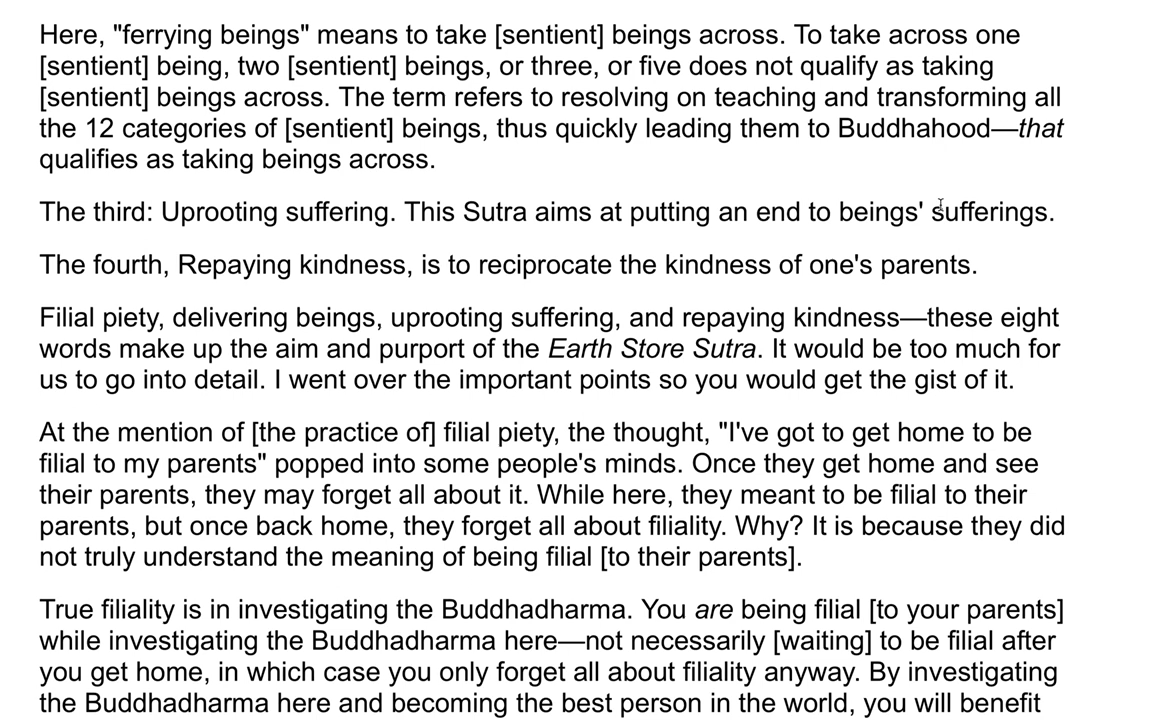 Here, "ferrying beings" means to take [sentient] beings across. To take across one
[sentient] being, two [sentient] beings, or three, or five does not qualify as taking
[sentient] beings across. The term refers to resolving on teaching and transforming all
the 12 categories of [sentient] beings, thus quickly leading them to Buddhahood—that
qualifies as taking beings across.
The third: Uprooting suffering. This Sutra aims at putting an end to beings' sufferings.
The fourth, Repaying kindness, is to reciprocate the kindness of one's parents.
Filial piety, delivering beings, uprooting suffering, and repaying kindness—these eight
words make up the aim and purport of the Earth Store Sutra. It would be too much for
us to go into detail. I went over the important points so you would get the gist of it.
At the mention of [the practice of] filial piety, the thought, "I've got to get home to be
filial to my parents" popped into some people's minds. Once they get home and see
their parents, they may forget all about it. While here, they meant to be filial to their
parents, but once back home, they forget all about filiality. Why? It is because they did
not truly understand the meaning of being filial [to their parents].
True filiality is in investigating the Buddhadharma. You are being filial [to your parents]
while investigating the Buddhadharma here—not necessarily [waiting] to be filial after
you get home, in which case you only forget all about filiality anyway. By investigating
the Buddhadharma here and becoming the best person in the world, you will benefit